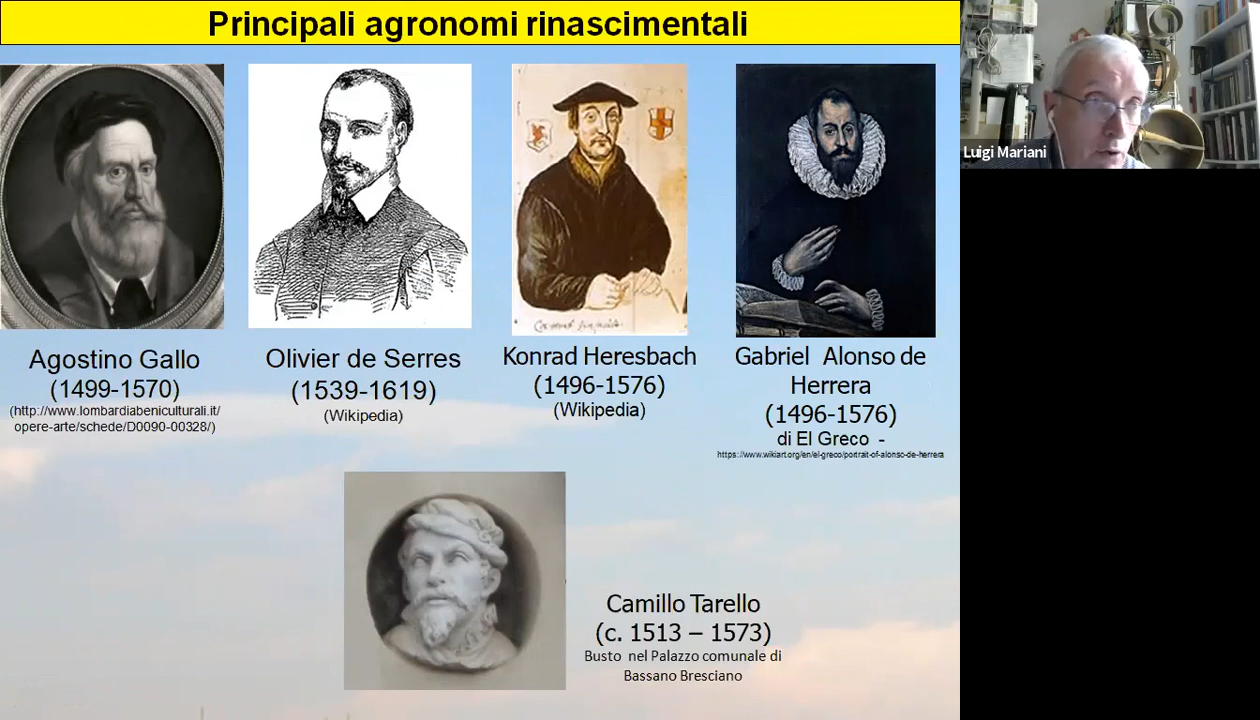 Principali agronomi rinascimentali
Luigi Mariani
Agostino Gallo
(1499-1570)
(http://www.lombardiabeniculturali.it/
opere-arte/schede/D0090-00328/)
Olivier de Serres
(1539-1619)
(Wikipedia)
Konrad Heresbach
(1496-1576)
(Wikipedia)
Gabriel Alonso de
Herrera
(1496-1576)
di El Greco -
https://www.wikiart.org/en/el-greco/portrait-of-alonso-de-herrera
Camillo Tarello
(c. 1513 – 1573)
Busto nel Palazzo comunale di
Bassano Bresciano